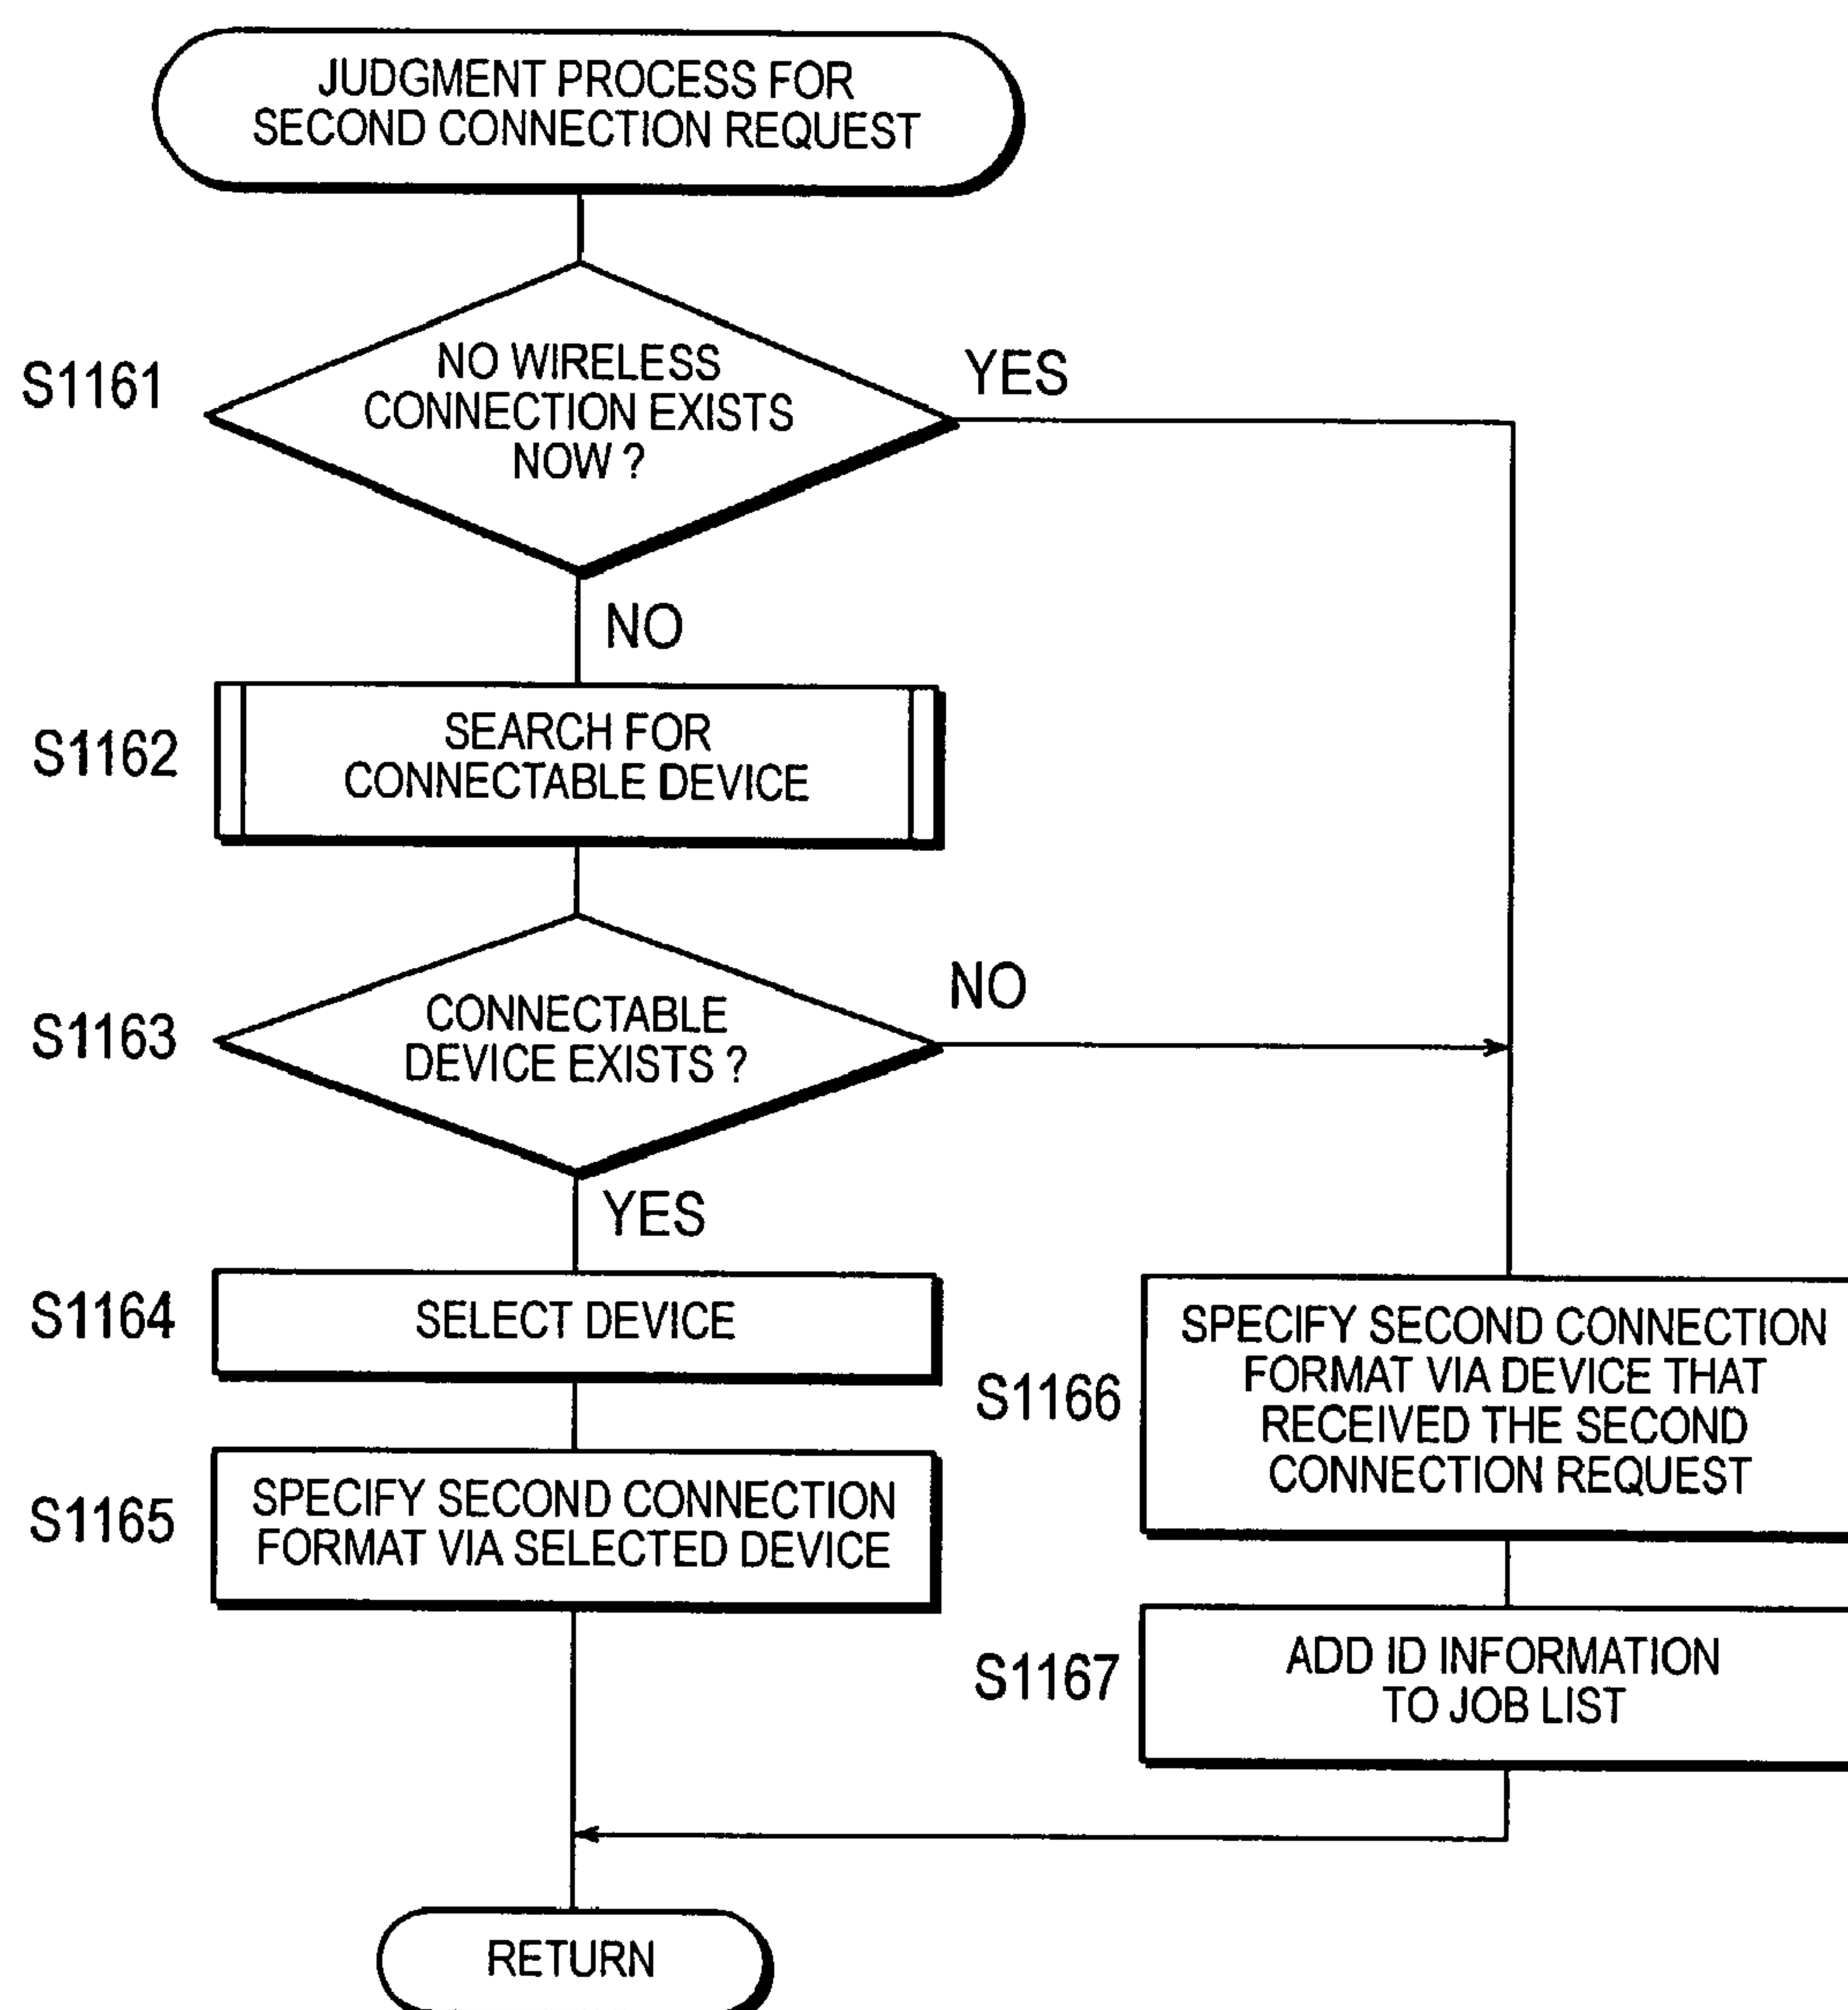 JUDGMENT PROCESS FOR
SECOND CONNECTION REQUEST
S1161
NO WIRELESS
CONNECTION EXISTS
NOW ?
YES
NO
S1162
SEARCH FOR
CONNECTABLE DEVICE
S1163
CONNECTABLE
DEVICE EXISTS ?
NO
YES
S1164
SELECT DEVICE
S1165
SPECIFY SECOND CONNECTION
FORMAT VIA SELECTED DEVICE
S1166
SPECIFY SECOND CONNECTION
FORMAT VIA DEVICE THAT
RECEIVED THE SECOND
CONNECTION REQUEST
S1167
ADD ID INFORMATION
TO JOB LIST
RETURN